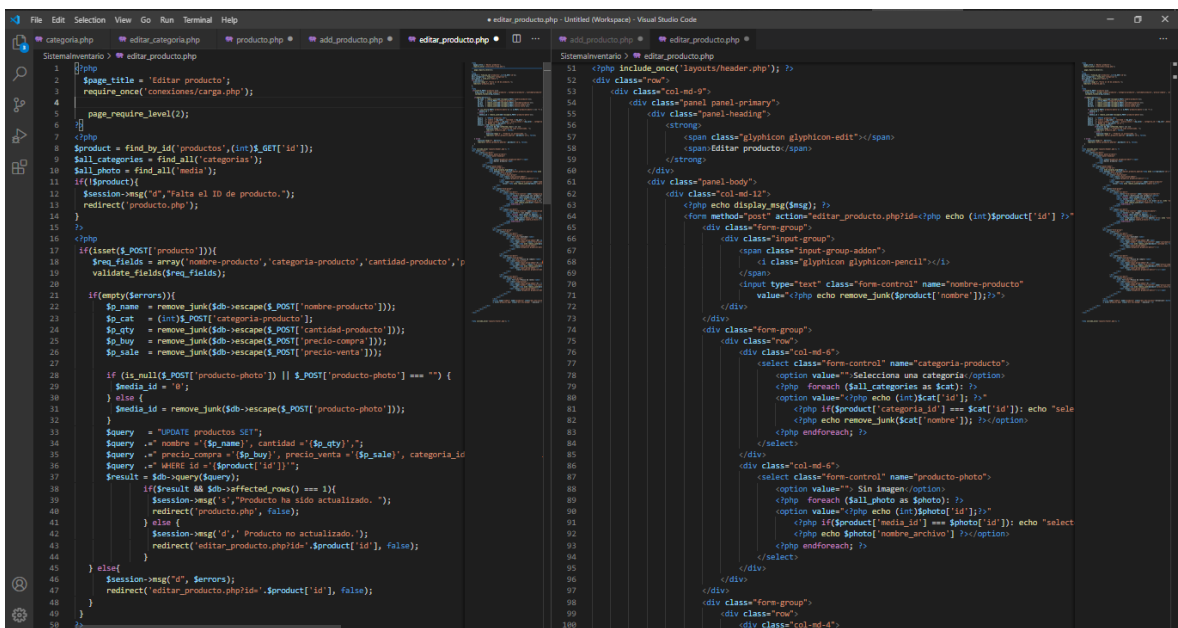 File Edit Selection View Go Run Terminal Help
● editar_producto.php - Untitled (Workspace) - Visual Studio Code
categoria.php editar_categoria.php producto.php ● add_producto.php ● editar_producto.php ● ...
SistemaInventario > editar_producto.php
1 <?php
2 $page_title = 'Editar producto';
3 require_once('conexiones/carga.php');
4
5 page_require_level(2);
6 ?>
7 <?php
8 $product = find_by_id('productos',(int)$_GET['id']);
9 $all_categories = find_all('categorias');
10 $all_photo = find_all('media');
11 if(!$product){
12 $session->msg("d","Falta el ID de producto.");
13 redirect('producto.php');
14 }
15 ?>
16 <?php
17 if(isset($_POST['producto'])){
18 $req_fields = array('nombre-producto','categoria-producto','cantidad-producto','p
19 validate_fields($req_fields);
20
21 if(empty($errors)){
22 $p_name = remove_junk($db->escape($_POST['nombre-producto']));
23 $p_cat = (int)$_POST['categoria-producto'];
24 $p_qty = remove_junk($db->escape($_POST['cantidad-producto']));
25 $p_buy = remove_junk($db->escape($_POST['precio-compra']));
26 $p_sale = remove_junk($db->escape($_POST['precio-venta']));
27
28 if (is_null($_POST['producto-photo']) || $_POST['producto-photo'] === "") {
29 $media_id = '0';
30 } else {
31 $media_id = remove_junk($db->escape($_POST['producto-photo']));
32 }
33 $query = "UPDATE productos SET";
34 $query .=" nombre ='{$p_name}', cantidad ='{$p_qty}',";
35 $query .=" precio_compra ='{$p_buy}', precio_venta ='{$p_sale}', categoria_id
36 $query .=" WHERE id ='{$product['id']}'";
37 $result = $db->query($query);
38 if($result && $db->affected_rows() === 1){
39 $session->msg('s',"Producto ha sido actualizado. ");
40 redirect('producto.php', false);
41 } else {
42 $session->msg('d',' Producto no actualizado.');
43 redirect('editar_producto.php?id='.$product['id'], false);
44 }
45 } else{
46 $session->msg("d", $errors);
47 redirect('editar_producto.php?id='.$product['id'], false);
48 }
49 }
50 ?>
add_producto.php ● editar_producto.php ● ...
SistemaInventario > editar_producto.php
51 <?php include_once('layouts/header.php'); ?>
52 <div class="row">
53 <div class="col-md-9">
54 <div class="panel panel-primary">
55 <div class="panel-heading">
56 <strong>
57 <span class="glyphicon glyphicon-edit"></span>
58 <span>Editar producto</span>
59 </strong>
60 </div>
61 <div class="panel-body">
62 <div class="col-md-12">
63 <?php echo display_msg($msg); ?>
64 <form method="post" action="editar_producto.php?id=<?php echo (int)$product['id'] ?>"
65 <div class="form-group">
66 <div class="input-group">
67 <span class="input-group-addon">
68 <i class="glyphicon glyphicon-pencil"></i>
69 </span>
70 <input type="text" class="form-control" name="nombre-producto"
71 value="<?php echo remove_junk($product['nombre']);?>">
72 </div>
73 </div>
74 <div class="form-group">
75 <div class="row">
76 <div class="col-md-6">
77 <select class="form-control" name="categoria-producto">
78 <option value="">Selecciona una categoría</option>
79 <?php foreach ($all_categories as $cat): ?>
80 <option value="<?php echo (int)$cat['id']; ?>"
81 <?php if($product['categoria_id'] === $cat['id']): echo "sele
82 <?php echo remove_junk($cat['nombre']); ?></option>
83 <?php endforeach; ?>
84 </select>
85 </div>
86 <div class="col-md-6">
87 <select class="form-control" name="producto-photo">
88 <option value=""> Sin imagen</option>
89 <?php foreach ($all_photo as $photo): ?>
90 <option value="<?php echo (int)$photo['id'];?>"
91 <?php if($product['media_id'] === $photo['id']): echo "select
92 <?php echo $photo['nombre_archivo'] ?></option>
93 <?php endforeach; ?>
94 </select>
95 </div>
96 </div>
97 </div>
98 <div class="form-group">
99 <div class="row">
100 <div class="col-md-4">